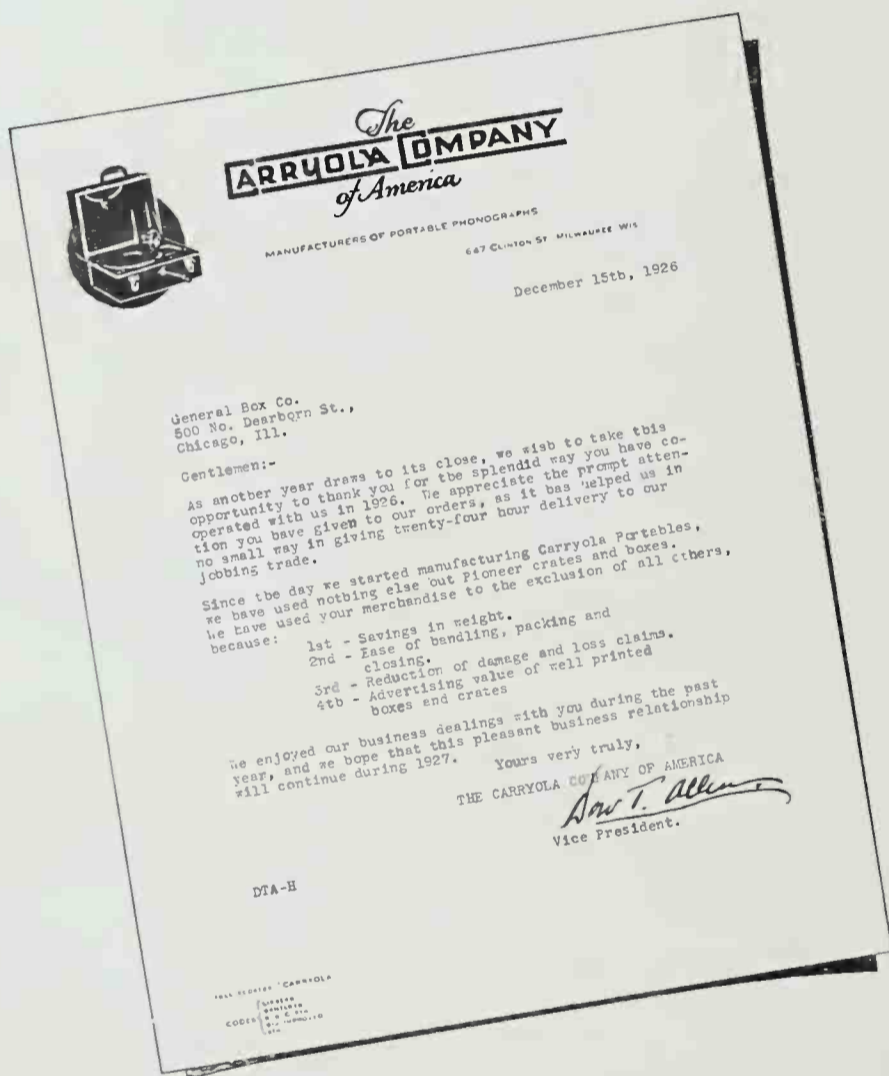 The
CARRYOLA COMPANY
of America
MANUFACTURERS OF PORTABLE PHONOGRAPHS
647 CLINTON ST MILWAUKEE WIS
December 15th, 1926
General Box Co.
500 No. Dearborn St.,
Chicago, Ill.
Gentlemen:-
As another year draws to its close, we wish to take this
opportunity to thank you for the splendid way you have co-
operated with us in 1926. We appreciate the prompt atten-
tion you have given to our orders, as it has helped us in
no small way in giving twenty-four hour delivery to our
jobbing trade.
Since the day we started manufacturing Carryola Portables,
we have used nothing else but Pioneer crates and boxes.
We have used your merchandise to the exclusion of all others,
because:
1st - Savings in weight.
2nd - Ease of handling, packing and
closing.
3rd - Reduction of damage and loss claims.
4tb - Advertising value of well printed
boxes and crates
We enjoyed our business dealings with you during the past
year, and we hope that this pleasant business relationship
will continue during 1927.
Yours very truly,
THE CARRYOLA COMPANY OF AMERICA
Dow T. Allen
Vice President.
DTA-H
"CARRYOLA
CODES